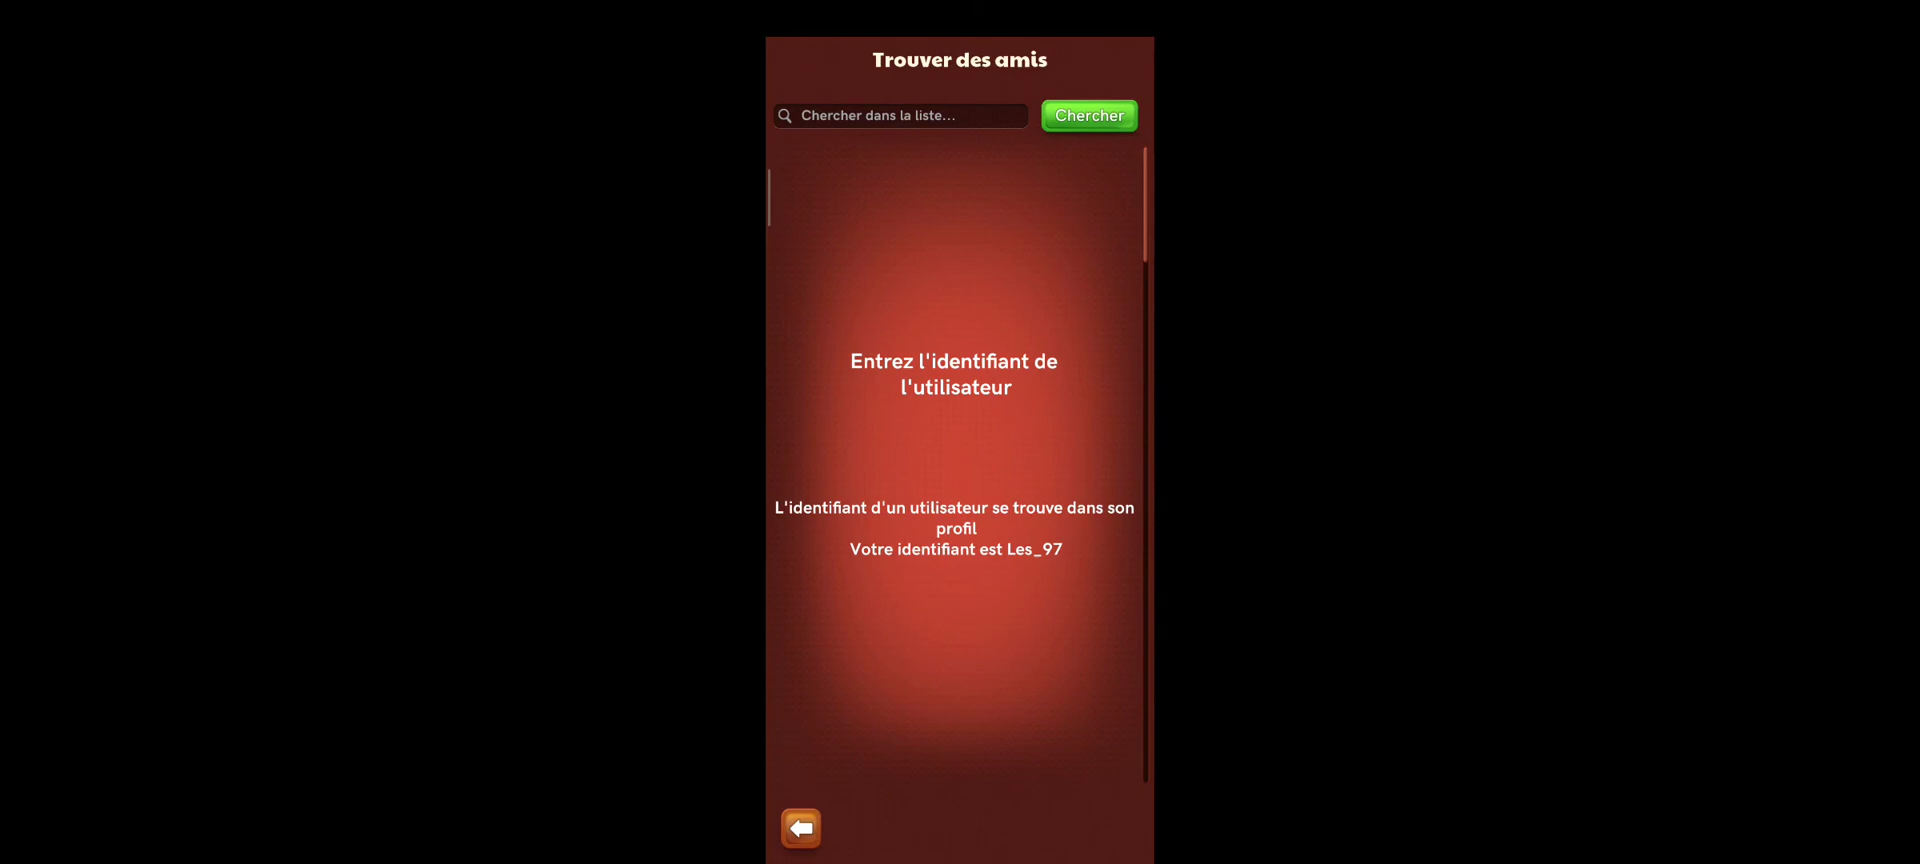 Trouver des amis
Chercher dans la liste...
Chercher
Entrez l'identifiant de
l'utilisateur
L'identifiant d'un utilisateur se trouve dans son
profil
Votre identifiant est Les_97